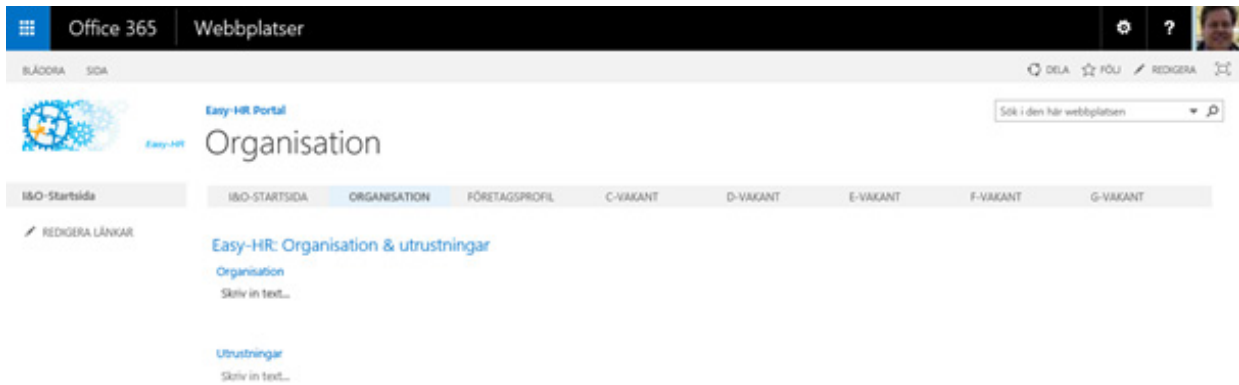 Office 365 Webbplatser ?
BLÄDDRA SIDA DELA FÖLJ REDIGERA
Easy-HR
Easy-HR Portal
Organisation
Sök i den här webbplatsen
I&O-Startsida
REDIGERA LÄNKAR
I&O-STARTSIDA ORGANISATION FÖRETAGSPROFIL C-VAKANT D-VAKANT E-VAKANT F-VAKANT G-VAKANT
Easy-HR: Organisation & utrustningar
Organisation
Skriv in text...
Utrustningar
Skriv in text...